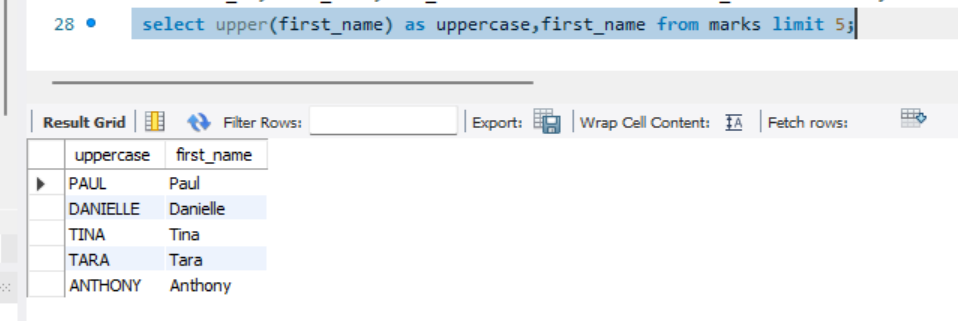 28 select upper(first_name) as uppercase,first_name from marks limit 5;
Result Grid Filter Rows: Export: Wrap Cell Content: Fetch rows:
uppercase first_name
PAUL Paul
DANIELLE Danielle
TINA Tina
TARA Tara
ANTHONY Anthony